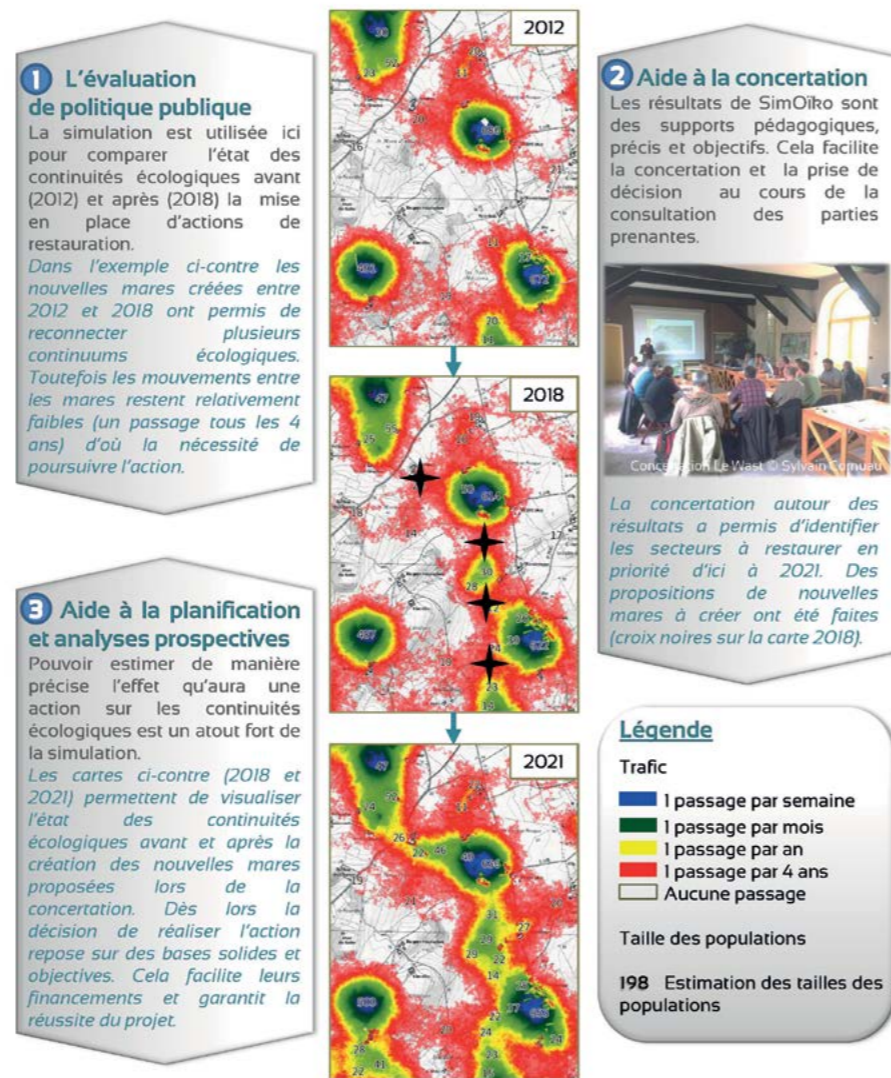 1 L'évaluation
de politique publique
La simulation est utilisée ici
pour comparer l'état des
continuités écologiques avant
(2012) et après (2018) la mise
en place d'actions de
restauration.
Dans l'exemple ci-contre les
nouvelles mares créées entre
2012 et 2018 ont permis de
reconnecter plusieurs
continuums écologiques.
Toutefois les mouvements entre
les mares restent relativement
faibles (un passage tous les 4
ans) d'où la nécessité de
poursuivre l'action.
2012
2 Aide à la concertation
Les résultats de SimOïko sont
des supports pédagogiques,
précis et objectifs. Cela facilite
la concertation et la prise de
décision au cours de la
consultation des parties
prenantes.
Concertation Le Wast © Sylvain Cornuau
La concertation autour des
résultats a permis d'identifier
les secteurs à restaurer en
priorité d'ici à 2021. Des
propositions de nouvelles
mares à créer ont été faites
(croix noires sur la carte 2018).
2018
3 Aide à la planification
et analyses prospectives
Pouvoir estimer de manière
précise l'effet qu'aura une
action sur les continuités
écologiques est un atout fort de
la simulation.
Les cartes ci-contre (2018 et
2021) permettent de visualiser
l'état des continuités
écologiques avant et après la
création des nouvelles mares
proposées lors de la
concertation. Dès lors la
décision de réaliser l'action
repose sur des bases solides et
objectives. Cela facilite leurs
financements et garantit la
réussite du projet.
2021
Légende
Trafic
1 passage par semaine
1 passage par mois
1 passage par an
1 passage par 4 ans
Aucune passage
Taille des populations
198 Estimation des tailles des
populations